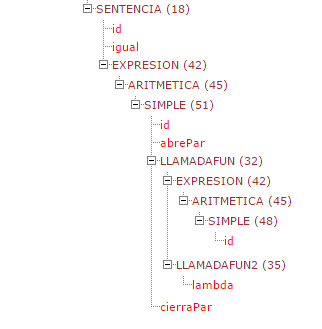 SENTENCIA (18)
id
igual
EXPRESION (42)
ARITMETICA (45)
SIMPLE (51)
id
abrePar
LLAMADAFUN (32)
EXPRESION (42)
ARITMETICA (45)
SIMPLE (48)
id
LLAMADAFUN2 (35)
lambda
cierraPar